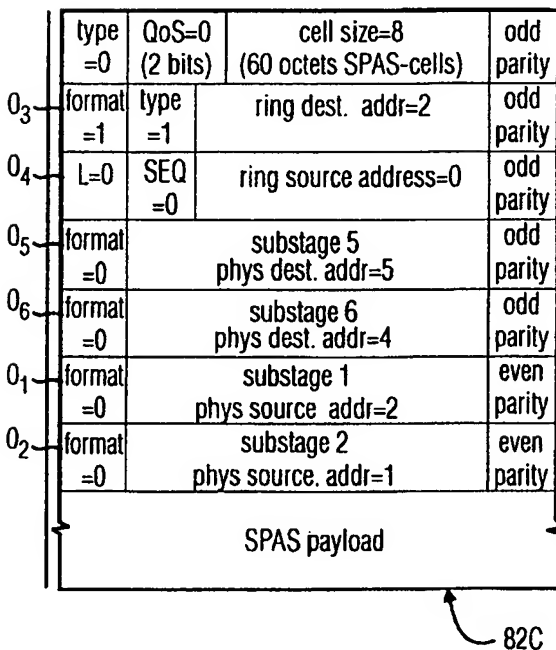 type =0 QoS=0 (2 bits) cell size=8 (60 octets SPAS-cells) odd parity
O3 format =1 type =1 ring dest. addr=2 odd parity
O4 L=0 SEQ =0 ring source address=0 odd parity
O5 format =0 substage 5 phys dest. addr=5 odd parity
O6 format =0 substage 6 phys dest. addr=4 odd parity
O1 format =0 substage 1 phys source addr=2 even parity
O2 format =0 substage 2 phys source. addr=1 even parity
SPAS payload
82C